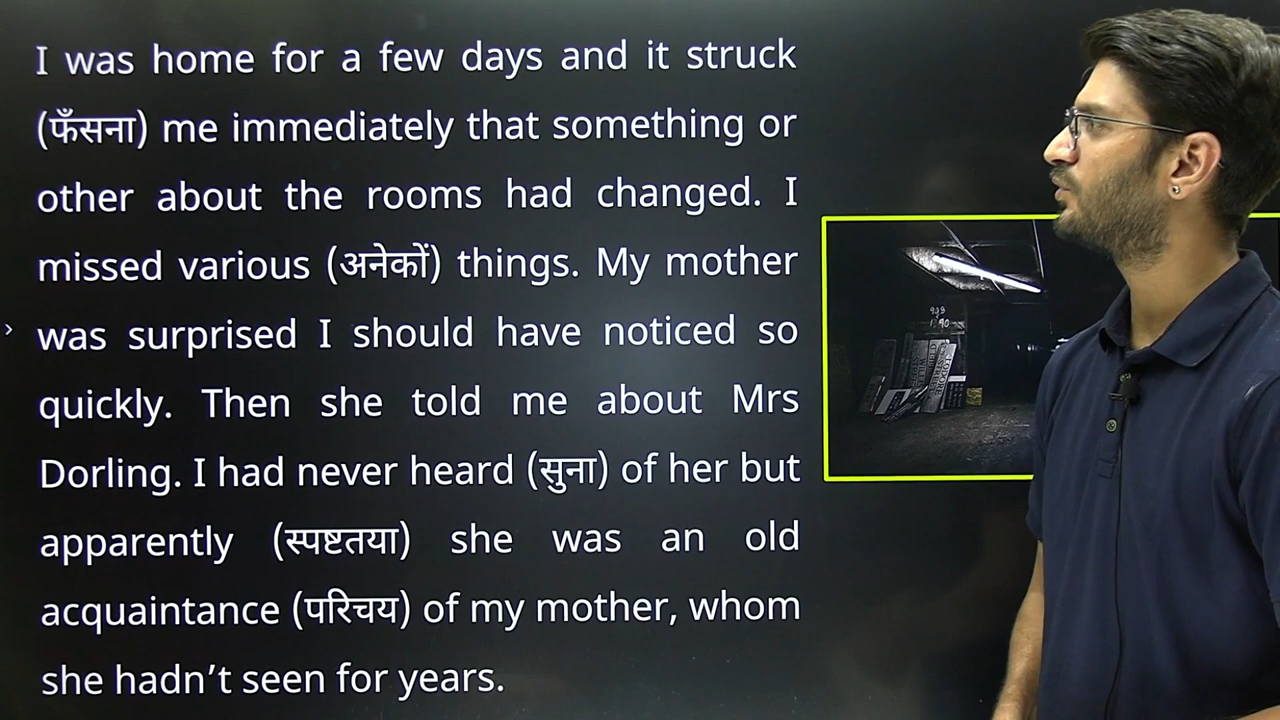 I was home for a few days and it struck
(फँसना) me immediately that something or
other about the rooms had changed. I
missed various (अनेकों) things. My mother
was surprised I should have noticed so
quickly. Then she told me about Mrs
Dorling. I had never heard (सुना) of her but
apparently (स्पष्टतया) she was an old
acquaintance (परिचय) of my mother, whom
she hadn’t seen for years.